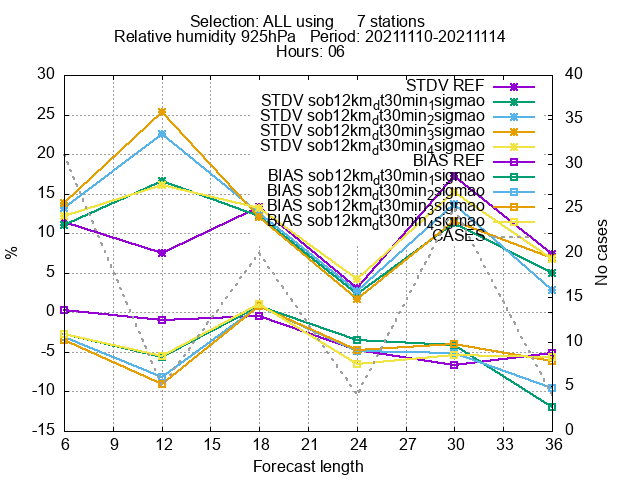 Selection: ALL using 7 stations
Relative humidity 925hPa Period: 20211110-20211114
Hours: 06
30 40
25 35
20 30
15 25
10 20
5 15
0 10
-5 5
-10 0
-15
%
No cases
STDV REF
STDV sob12km_dt30min_1sigmao
STDV sob12km_dt30min_2sigmao
STDV sob12km_dt30min_3sigmao
STDV sob12km_dt30min_4sigmao
BIAS REF
BIAS sob12km_dt30min_1sigmao
BIAS sob12km_dt30min_2sigmao
BIAS sob12km_dt30min_3sigmao
BIAS sob12km_dt30min_4sigmao
CASES
6 9 12 15 18 21 24 27 30 33 36
Forecast length